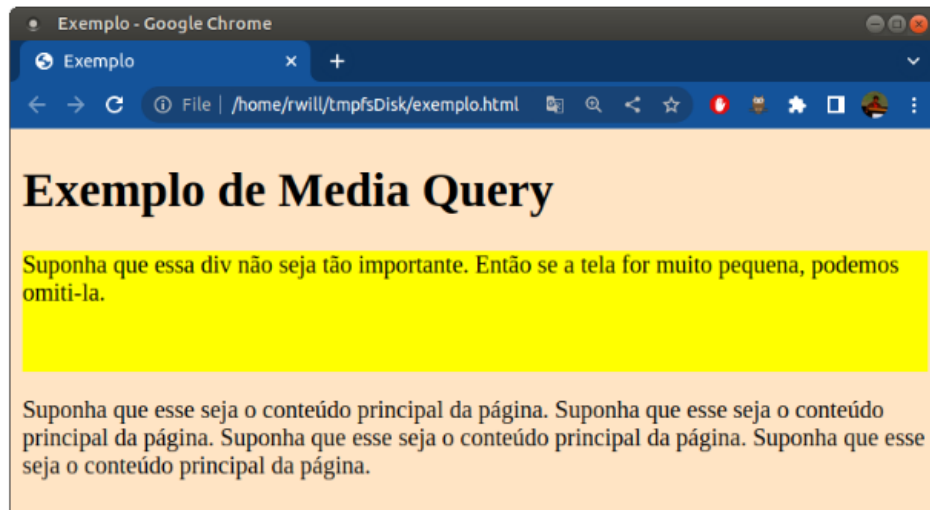 Exemplo - Google Chrome
Exemplo
File | /home/rwill/tmpfsDisk/exemplo.html
Exemplo de Media Query
Suponha que essa div não seja tão importante. Então se a tela for muito pequena, podemos
omiti-la.
Suponha que esse seja o conteúdo principal da página. Suponha que esse seja o conteúdo
principal da página. Suponha que esse seja o conteúdo principal da página. Suponha que esse
seja o conteúdo principal da página.